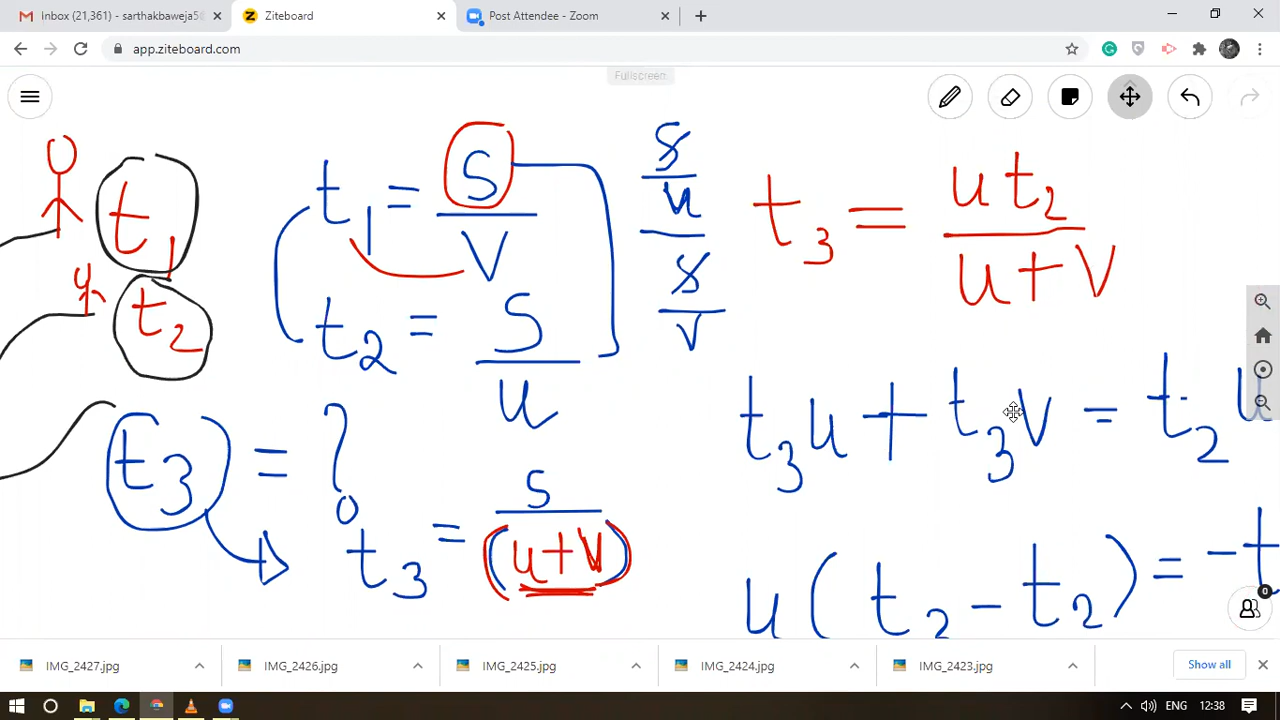 Inbox (21,361) - sarthakbaweja5
Ziteboard
Post Attendee - Zoom
app.ziteboard.com
Fullscreen
t1
t2
t3 = ?
t1 = S / V
t2 = S / u
t3 = s / (u+V)
s / u / s / v
t3 = ut2 / u+V
t3u + t3V = t2 u
u(t2 - t2) = -t
0
IMG_2427.jpg
IMG_2426.jpg
IMG_2425.jpg
IMG_2424.jpg
IMG_2423.jpg
Show all
ENG
12:38